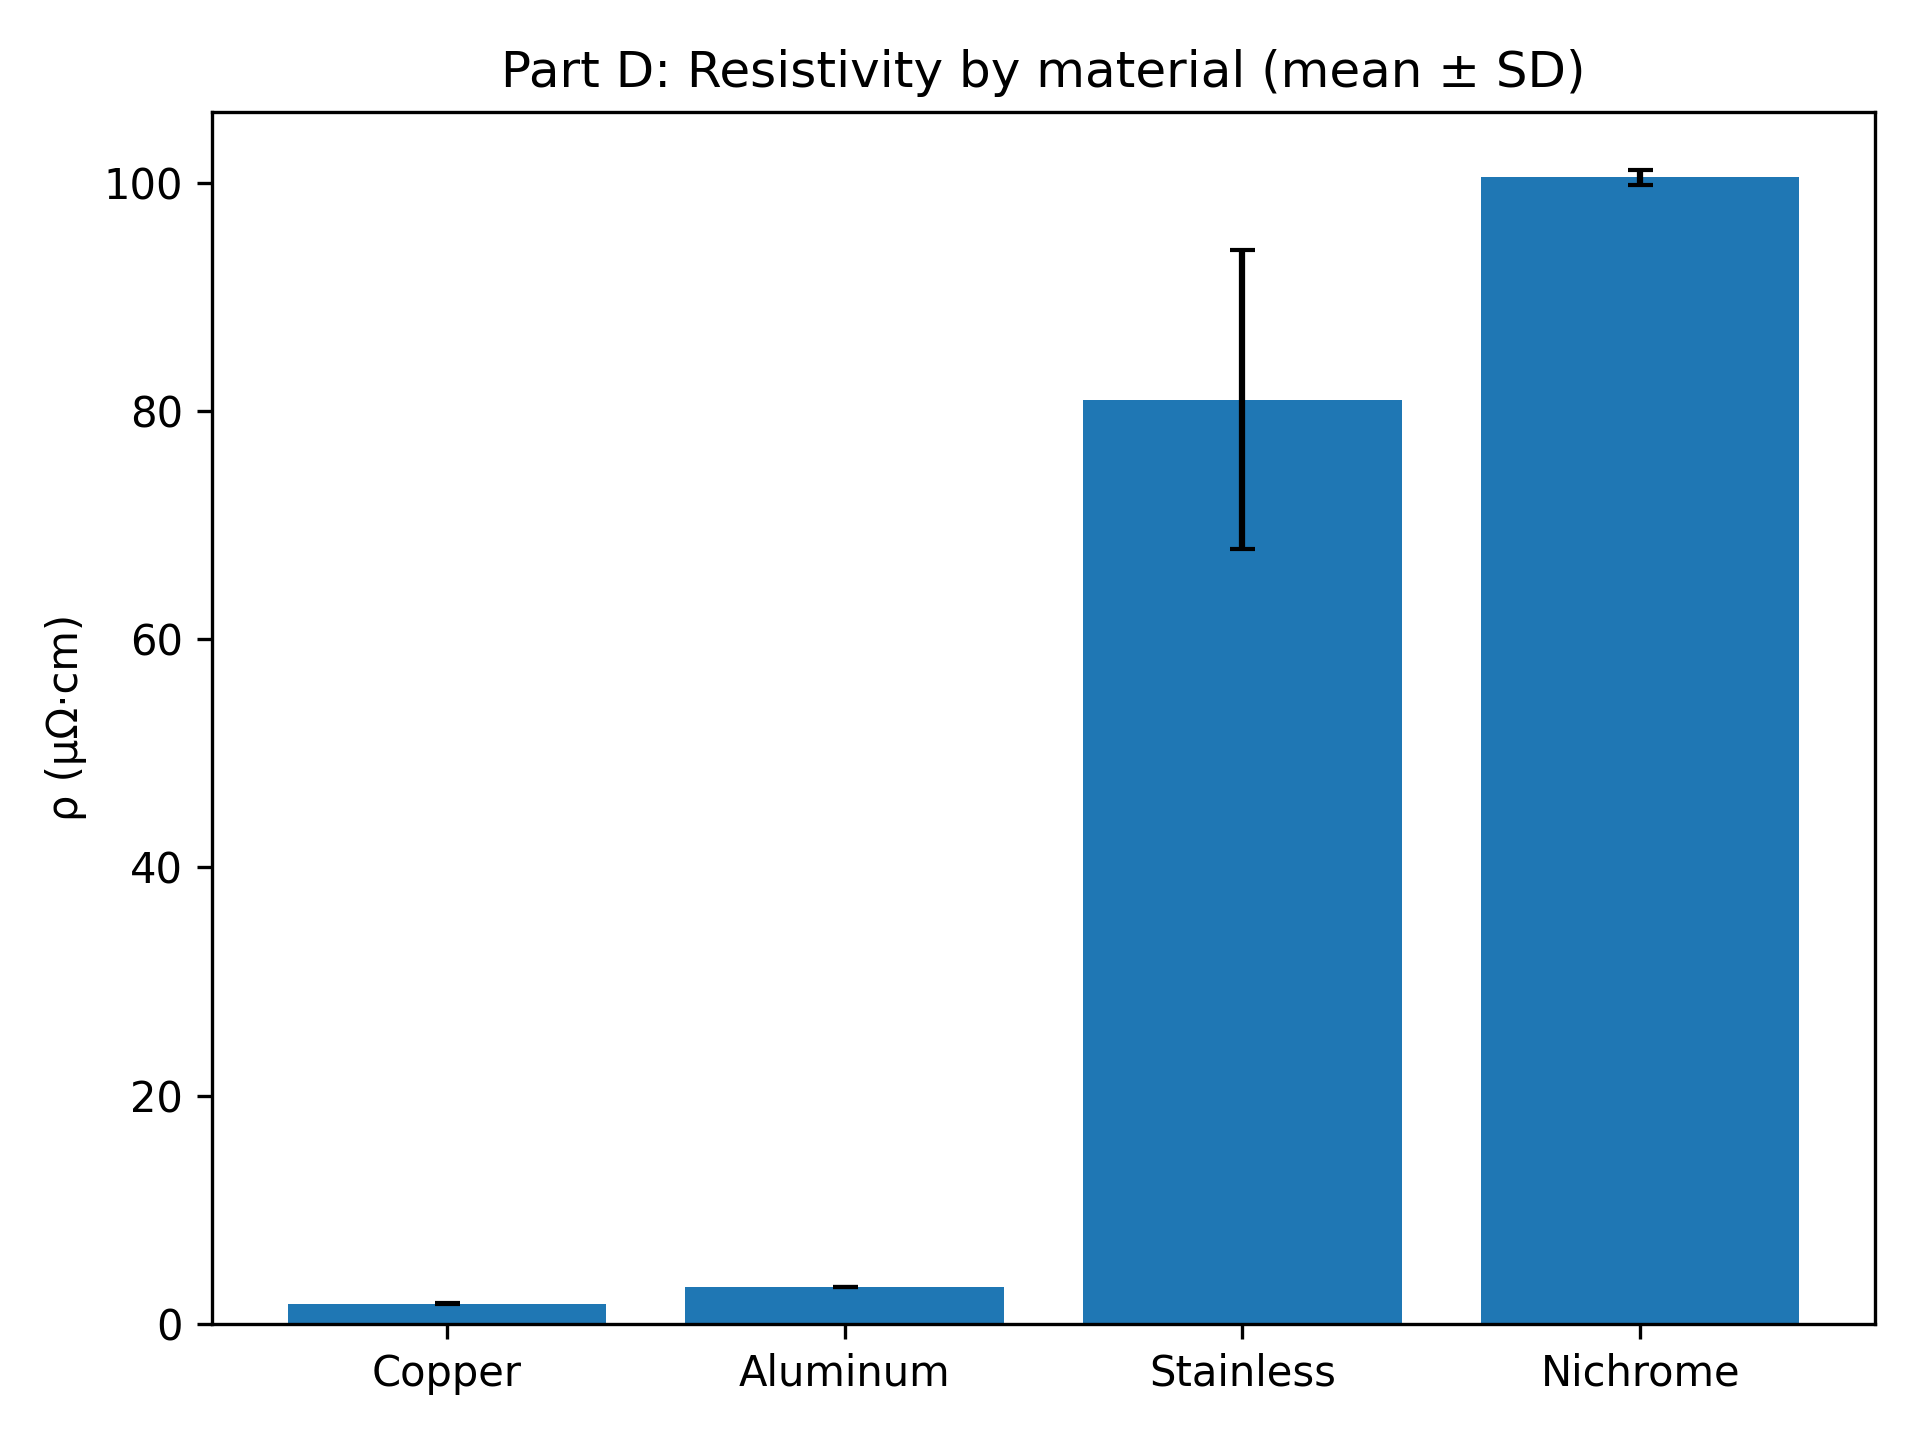 Part D: Resistivity by material (mean ± SD)
ρ (μΩ·cm)
100
80
60
40
20
0
Copper Aluminum Stainless Nichrome